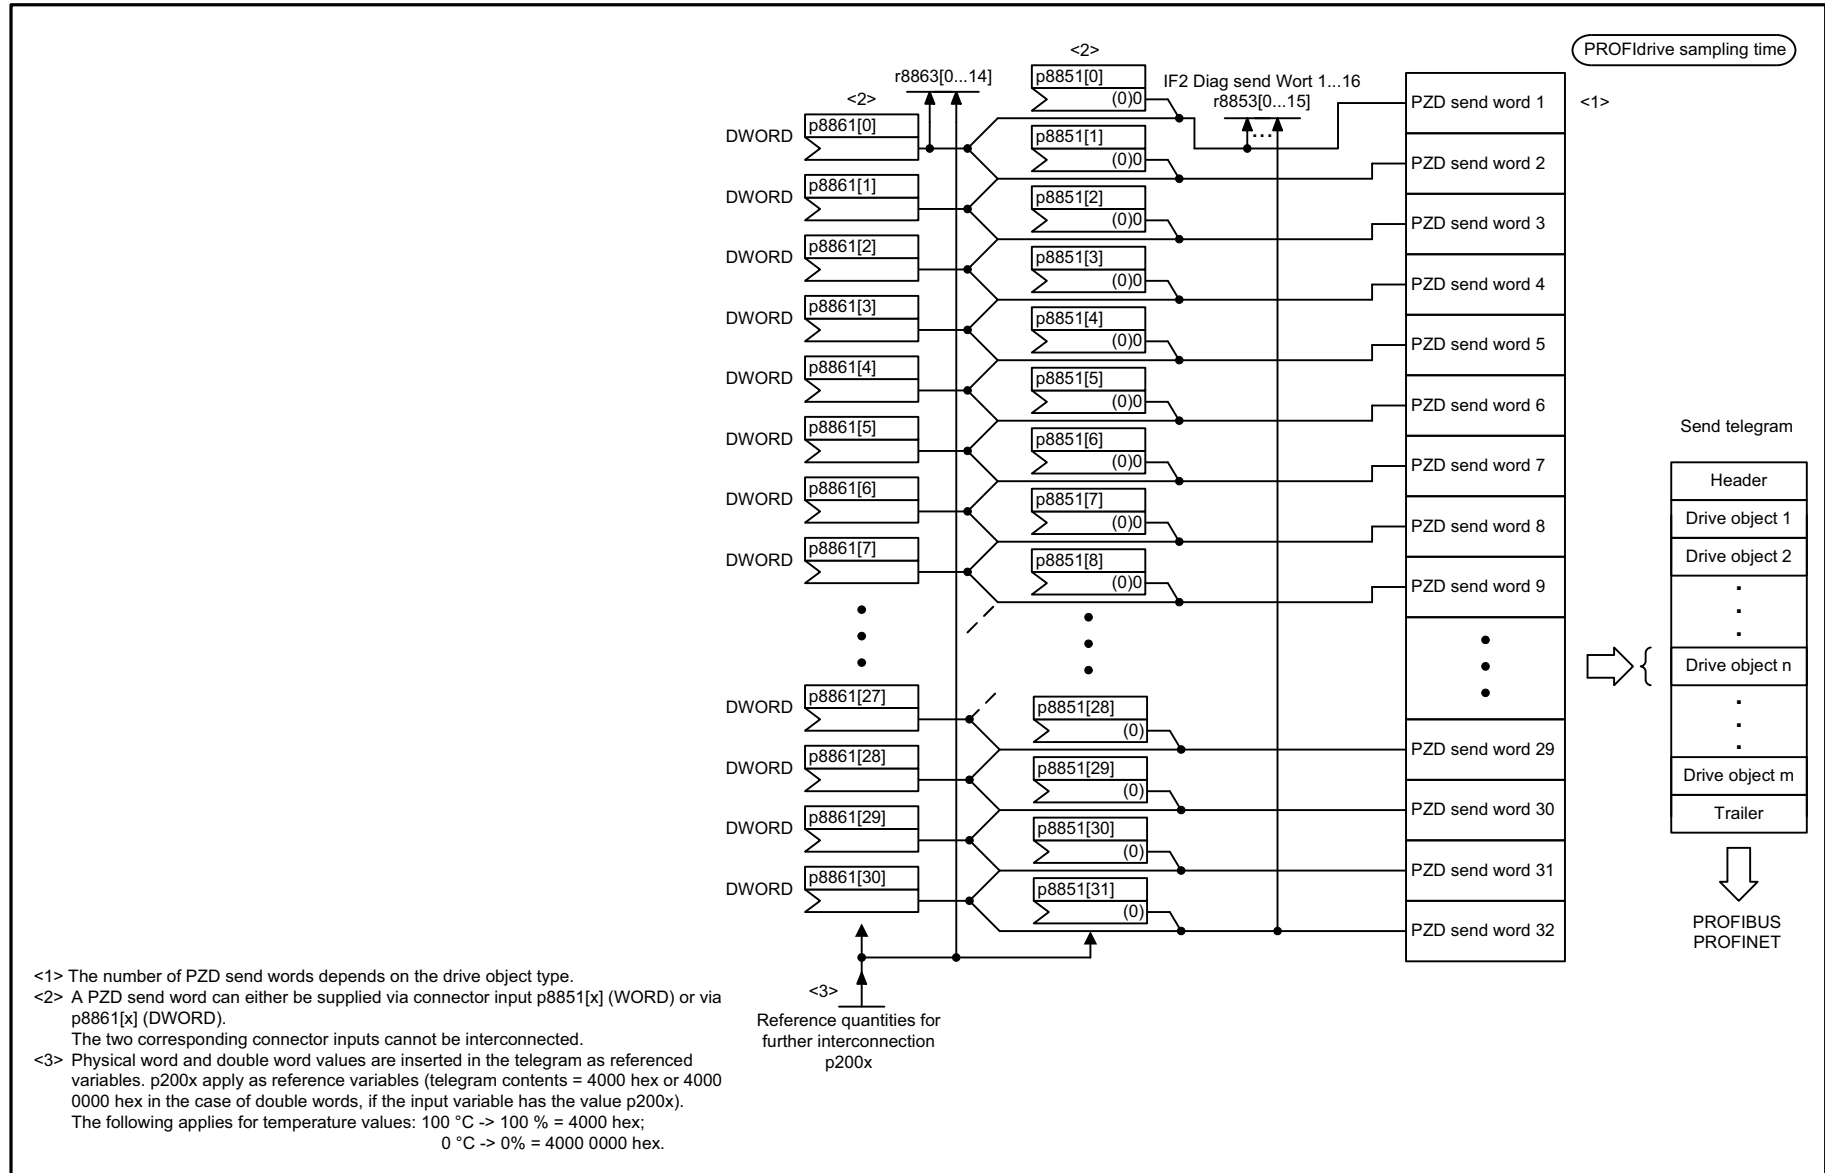 PROFIdrive sampling time
<2>
r8863[0...14]
p8851[0]
(0)0
IF2 Diag send Wort 1...16
r8853[0...15]
...
PZD send word 1
<1>
<2>
DWORD
p8861[0]
p8851[1]
(0)0
PZD send word 2
DWORD
p8861[1]
p8851[2]
(0)0
PZD send word 3
DWORD
p8861[2]
p8851[3]
(0)0
PZD send word 4
DWORD
p8861[3]
p8851[4]
(0)0
PZD send word 5
DWORD
p8861[4]
p8851[5]
(0)0
PZD send word 6
DWORD
p8861[5]
p8851[6]
(0)0
PZD send word 7
DWORD
p8861[6]
p8851[7]
(0)0
PZD send word 8
DWORD
p8861[7]
p8851[8]
(0)0
PZD send word 9
DWORD
p8861[27]
p8851[28]
(0)
PZD send word 29
DWORD
p8861[28]
p8851[29]
(0)
PZD send word 30
DWORD
p8861[29]
p8851[30]
(0)
PZD send word 31
DWORD
p8861[30]
p8851[31]
(0)
PZD send word 32
Send telegram
Header
Drive object 1
Drive object 2
Drive object n
Drive object m
Trailer
PROFIBUS
PROFINET
<3>
Reference quantities for
further interconnection
p200x
<1> The number of PZD send words depends on the drive object type.
<2> A PZD send word can either be supplied via connector input p8851[x] (WORD) or via
p8861[x] (DWORD).
The two corresponding connector inputs cannot be interconnected.
<3> Physical word and double word values are inserted in the telegram as referenced
variables. p200x apply as reference variables (telegram contents = 4000 hex or 4000
0000 hex in the case of double words, if the input variable has the value p200x).
The following applies for temperature values: 100 °C -> 100 % = 4000 hex;
0 °C -> 0% = 4000 0000 hex.